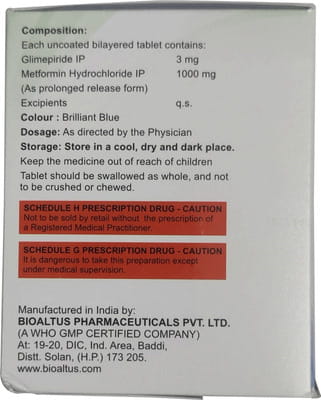 Composition:
Each uncoated bilayered tablet contains:
Glimepiride IP 3 mg
Metformin Hydrochloride IP 1000 mg
(As prolonged release form)
Excipients q.s.
Colour : Brilliant Blue
Dosage: As directed by the Physician
Storage: Store in a cool, dry and dark place.
Keep the medicine out of reach of children
Tablet should be swallowed as whole, and not
to be crushed or chewed.
SCHEDULE H PRESCRIPTION DRUG - CAUTION
Not to be sold by retail without the prescription of
a Registered Medical Practitioner.
SCHEDULE G PRESCRIPTION DRUG - CAUTION
It is dangerous to take this preparation except
under medical supervision.
Manufactured in India by:
BIOALTUS PHARMACEUTICALS PVT. LTD.
(A WHO GMP CERTIFIED COMPANY)
At: 19-20, DIC, Ind. Area, Baddi,
Distt. Solan, (H.P.) 173 205.
www.bioaltus.com